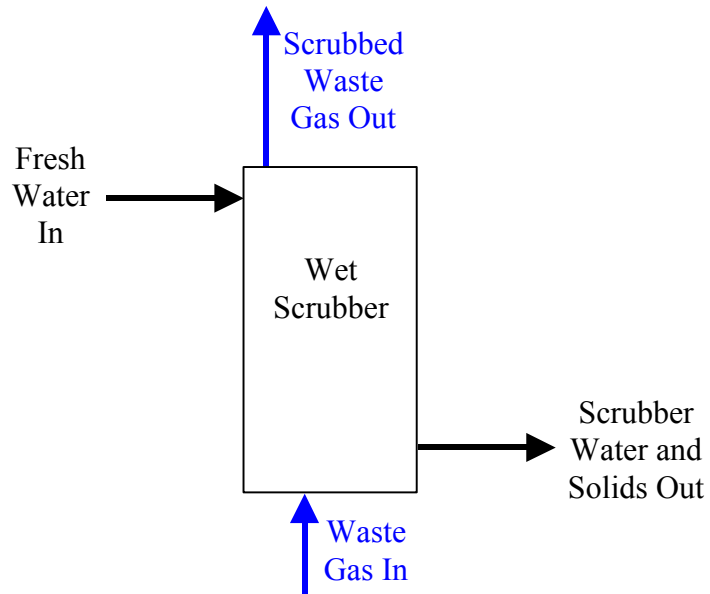 Scrubbed
Waste
Gas Out
Fresh
Water
In
Wet
Scrubber
Scrubber
Water and
Solids Out
Waste
Gas In